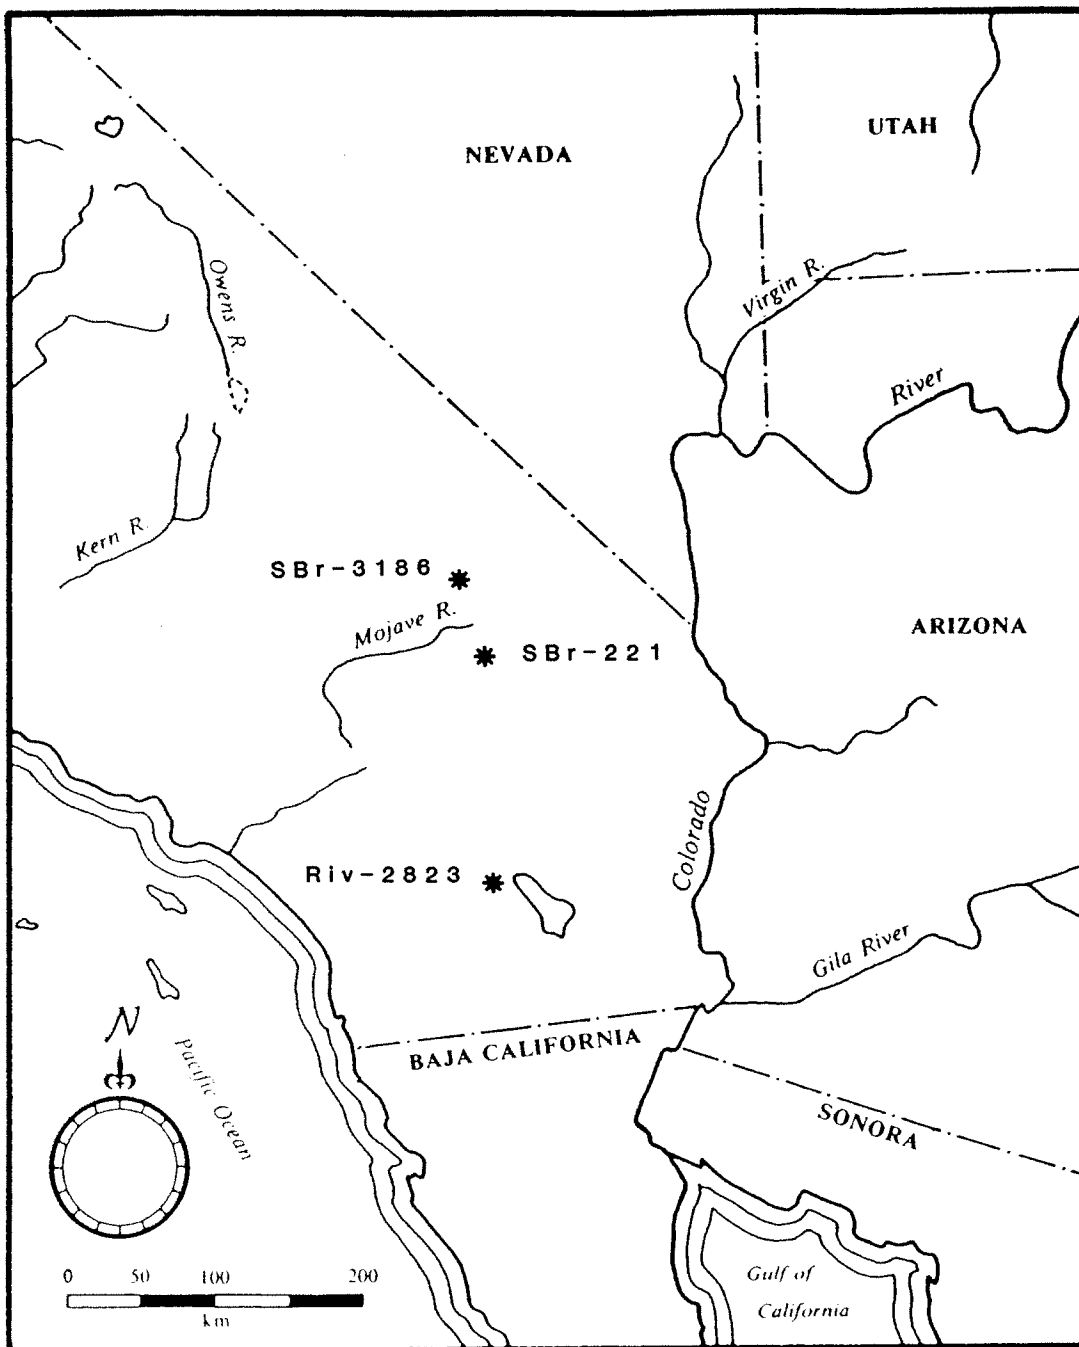 NEVADA
UTAH
Owens R.
Virgin R.
River
Kern R.
SBr-3186
Mojave R.
SBr-221
ARIZONA
Colorado
Riv-2823
Gila River
N
Pacific Ocean
BAJA CALIFORNIA
SONORA
0 50 100 200
km
Gulf of
California